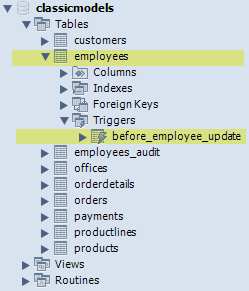 classicmodels
Tables
customers
employees
Columns
Indexes
Foreign Keys
Triggers
before_employee_update
employees_audit
offices
orderdetails
orders
payments
productlines
products
Views
Routines